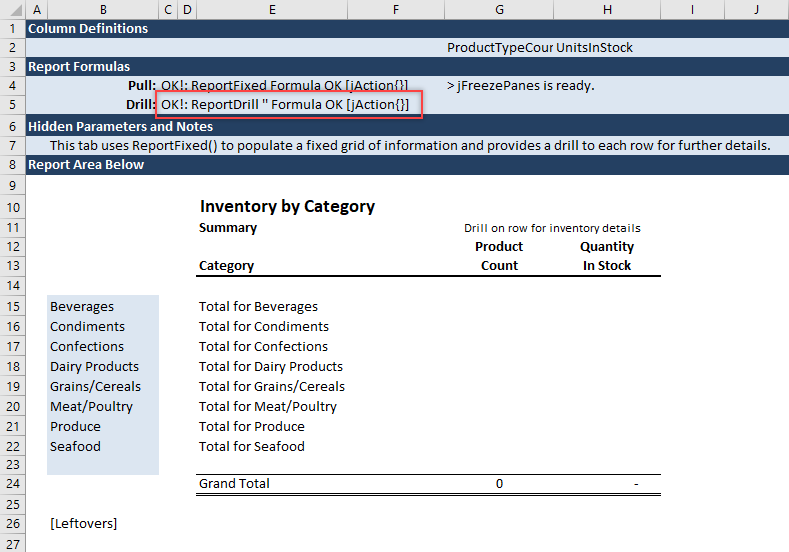 A B C D E F G H I J
1 Column Definitions
2 ProductTypeCour UnitsInStock
3 Report Formulas
4 Pull: OK!: ReportFixed Formula OK [jAction{}] > jFreezePanes is ready.
5 Drill: OK!: ReportDrill '' Formula OK [jAction{}]
6 Hidden Parameters and Notes
7 This tab uses ReportFixed() to populate a fixed grid of information and provides a drill to each row for further details.
8 Report Area Below
9
10 Inventory by Category
11 Summary Drill on row for inventory details
12 Product Quantity
13 Category Count In Stock
14
15 Beverages Total for Beverages
16 Condiments Total for Condiments
17 Confections Total for Confections
18 Dairy Products Total for Dairy Products
19 Grains/Cereals Total for Grains/Cereals
20 Meat/Poultry Total for Meat/Poultry
21 Produce Total for Produce
22 Seafood Total for Seafood
23
24 Grand Total 0 -
25
26 [Leftovers]
27